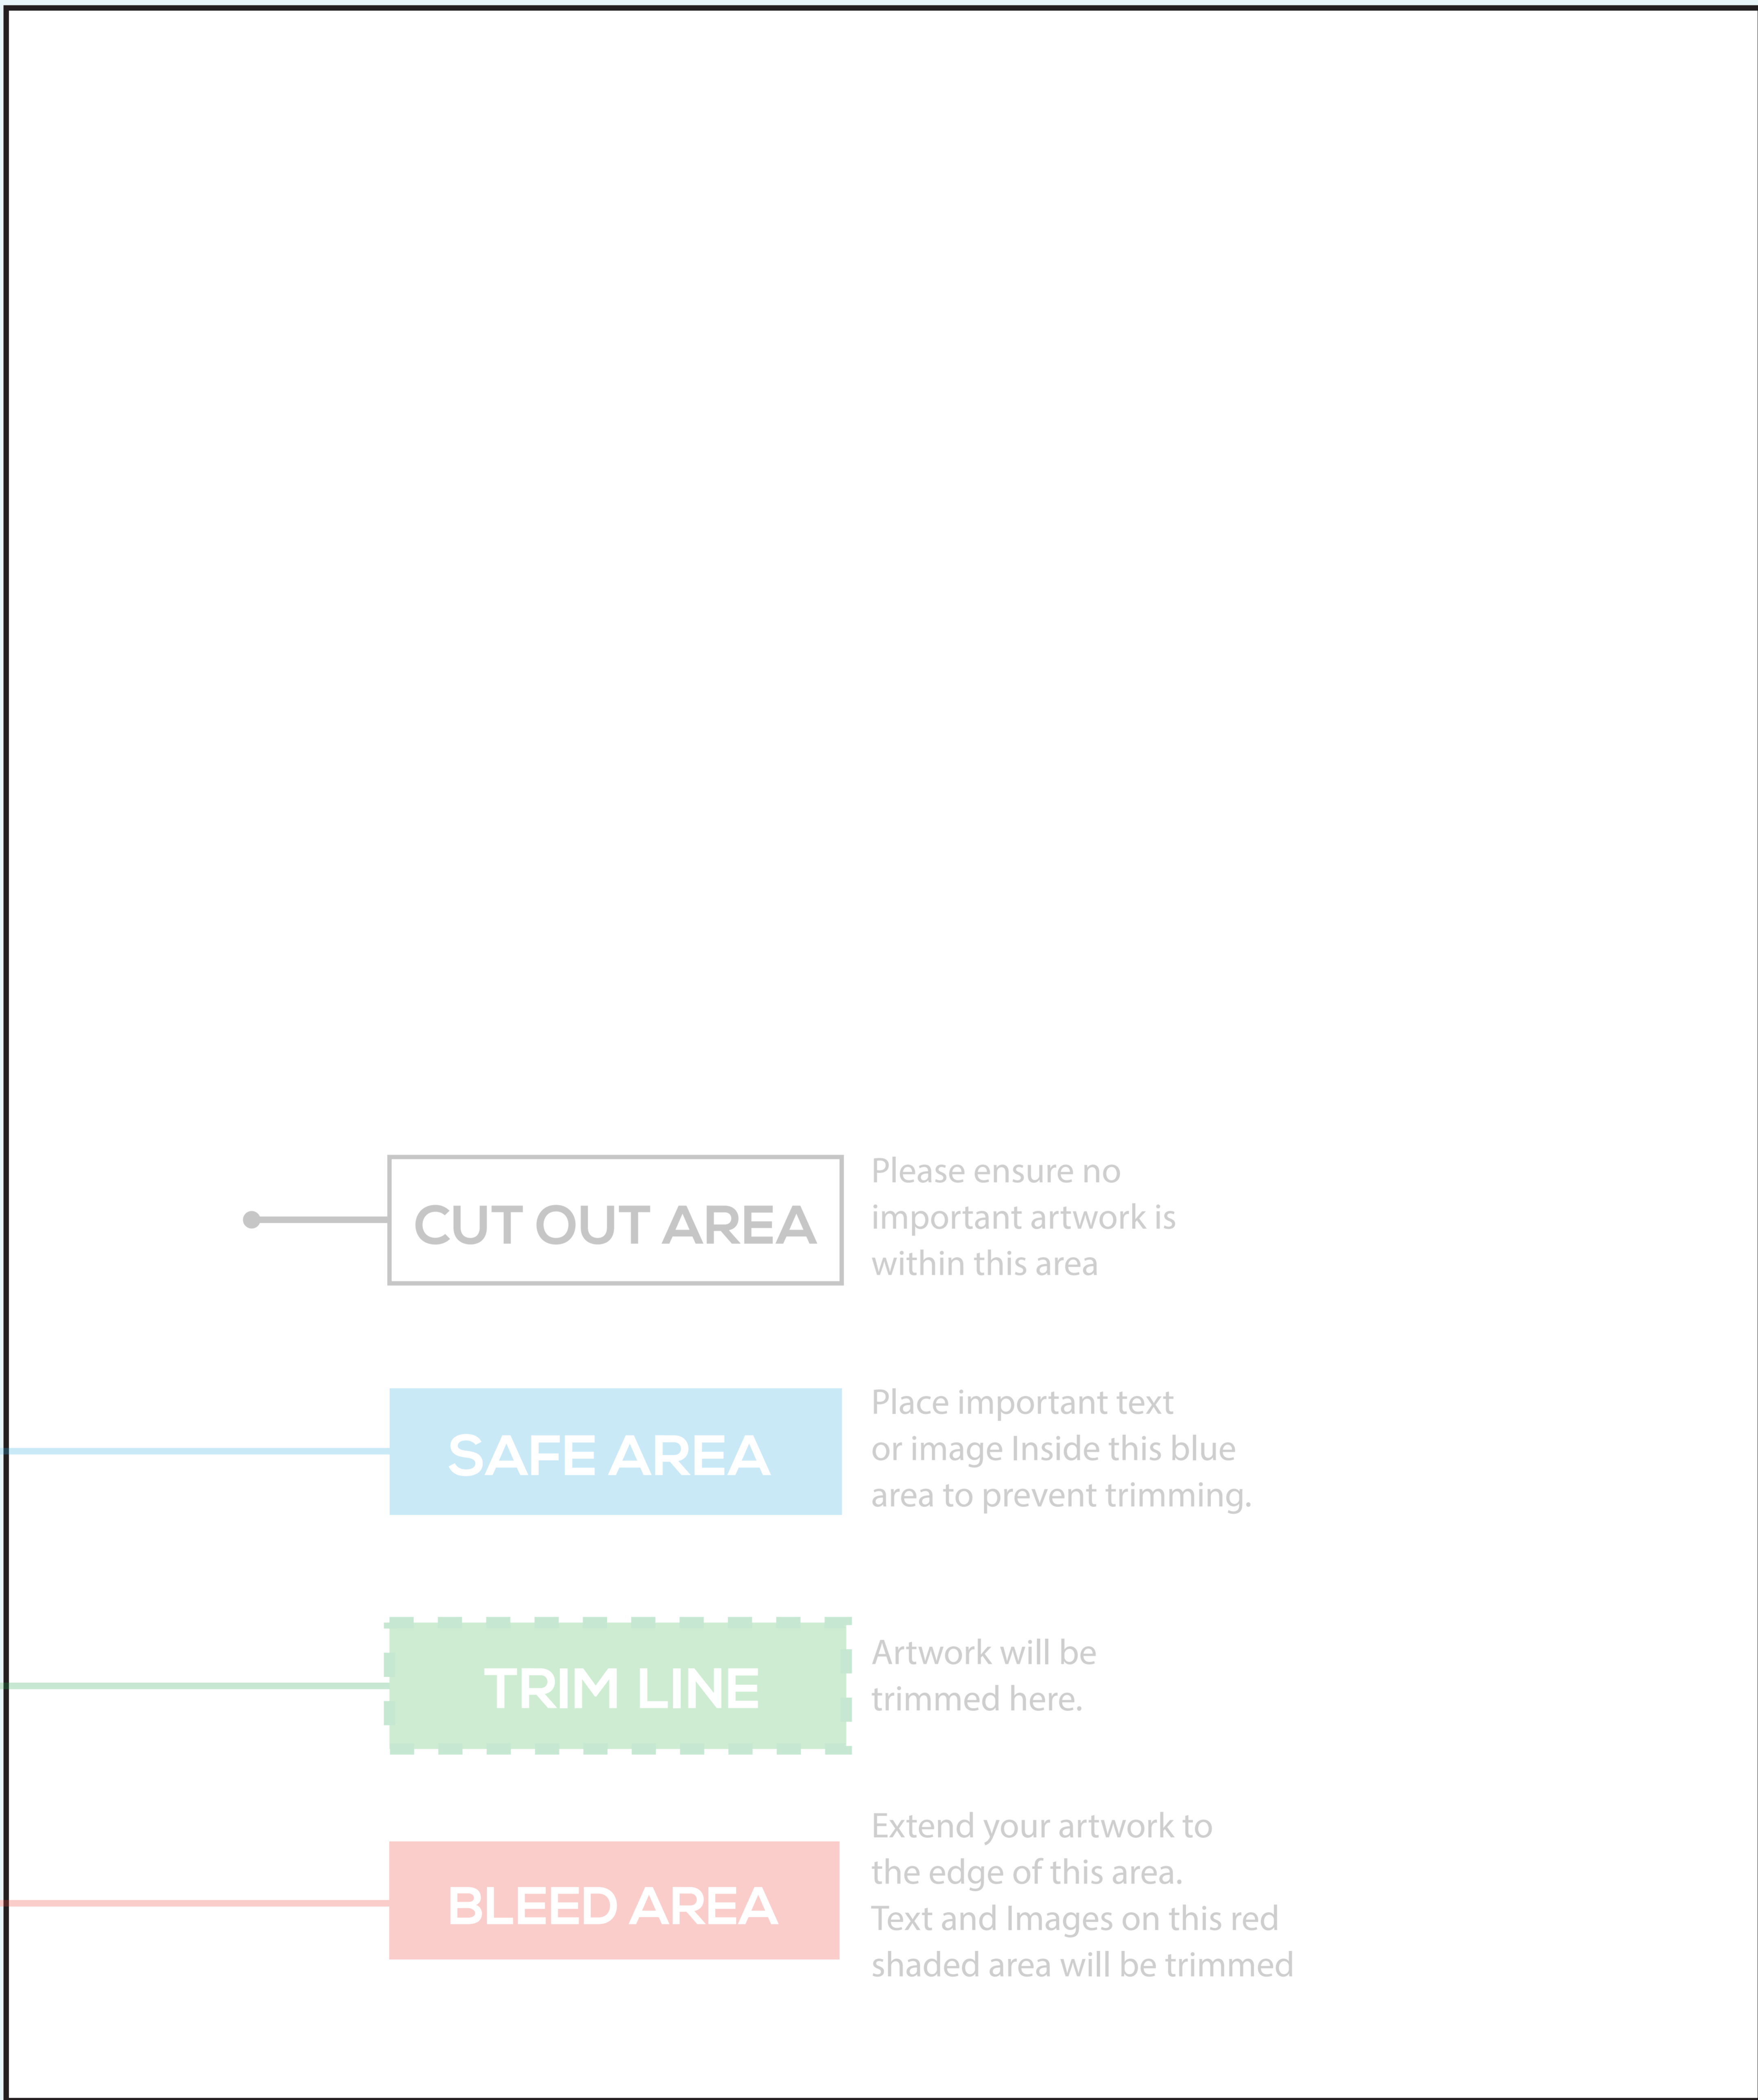 CUT OUT AREA
Please ensure no
important artwork is
within this area
SAFE AREA
Place important text
or image Inside this blue
area to prevent trimming.
TRIM LINE
Artwork will be
trimmed here.
BLEED AREA
Extend your artwork to
the edge of this area.
Text and Images on this red
shaded area will be trimmed